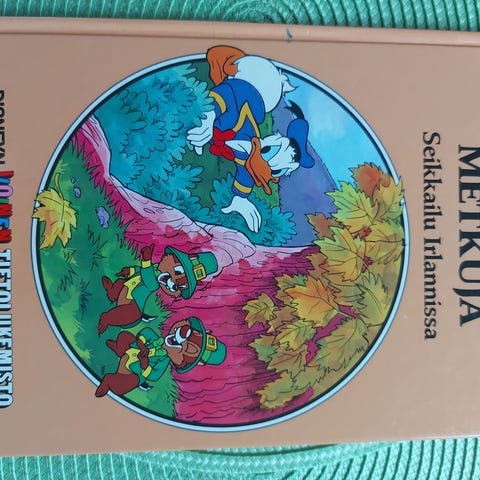 METKUJA
Seikkailu Irlannissa
DISNEYN TIETOLUKEMISTO